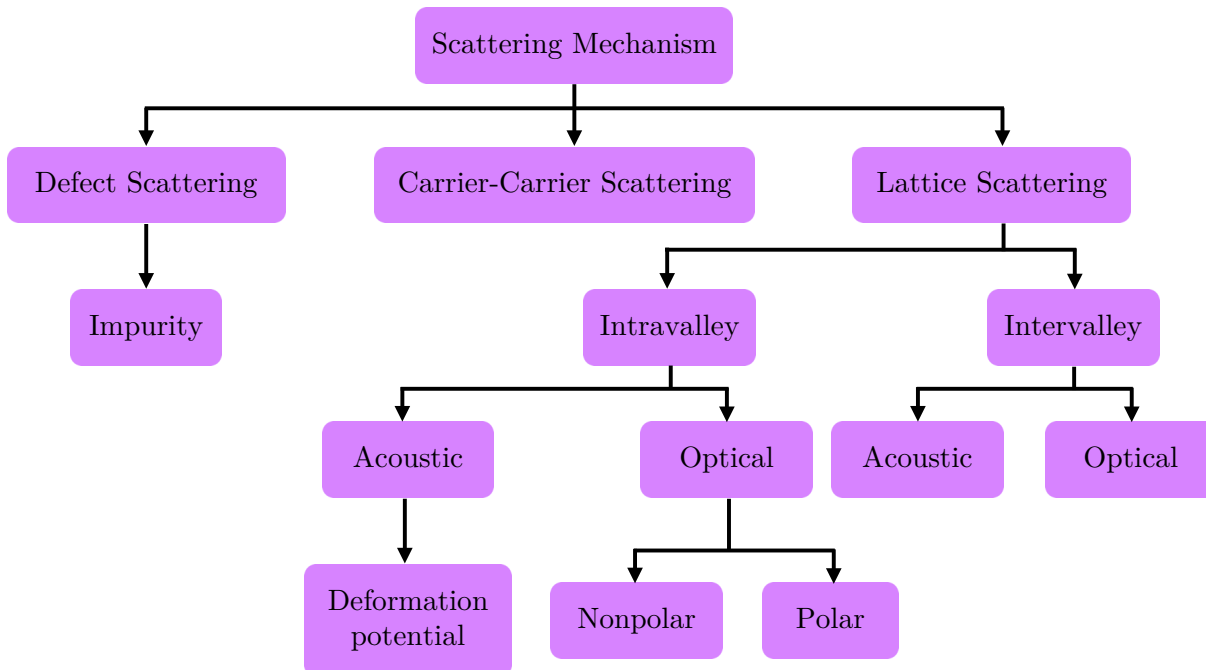 Scattering Mechanism
Defect Scattering
Carrier-Carrier Scattering
Lattice Scattering
Impurity
Intravalley
Intervalley
Acoustic
Optical
Acoustic
Optical
Deformation
potential
Nonpolar
Polar